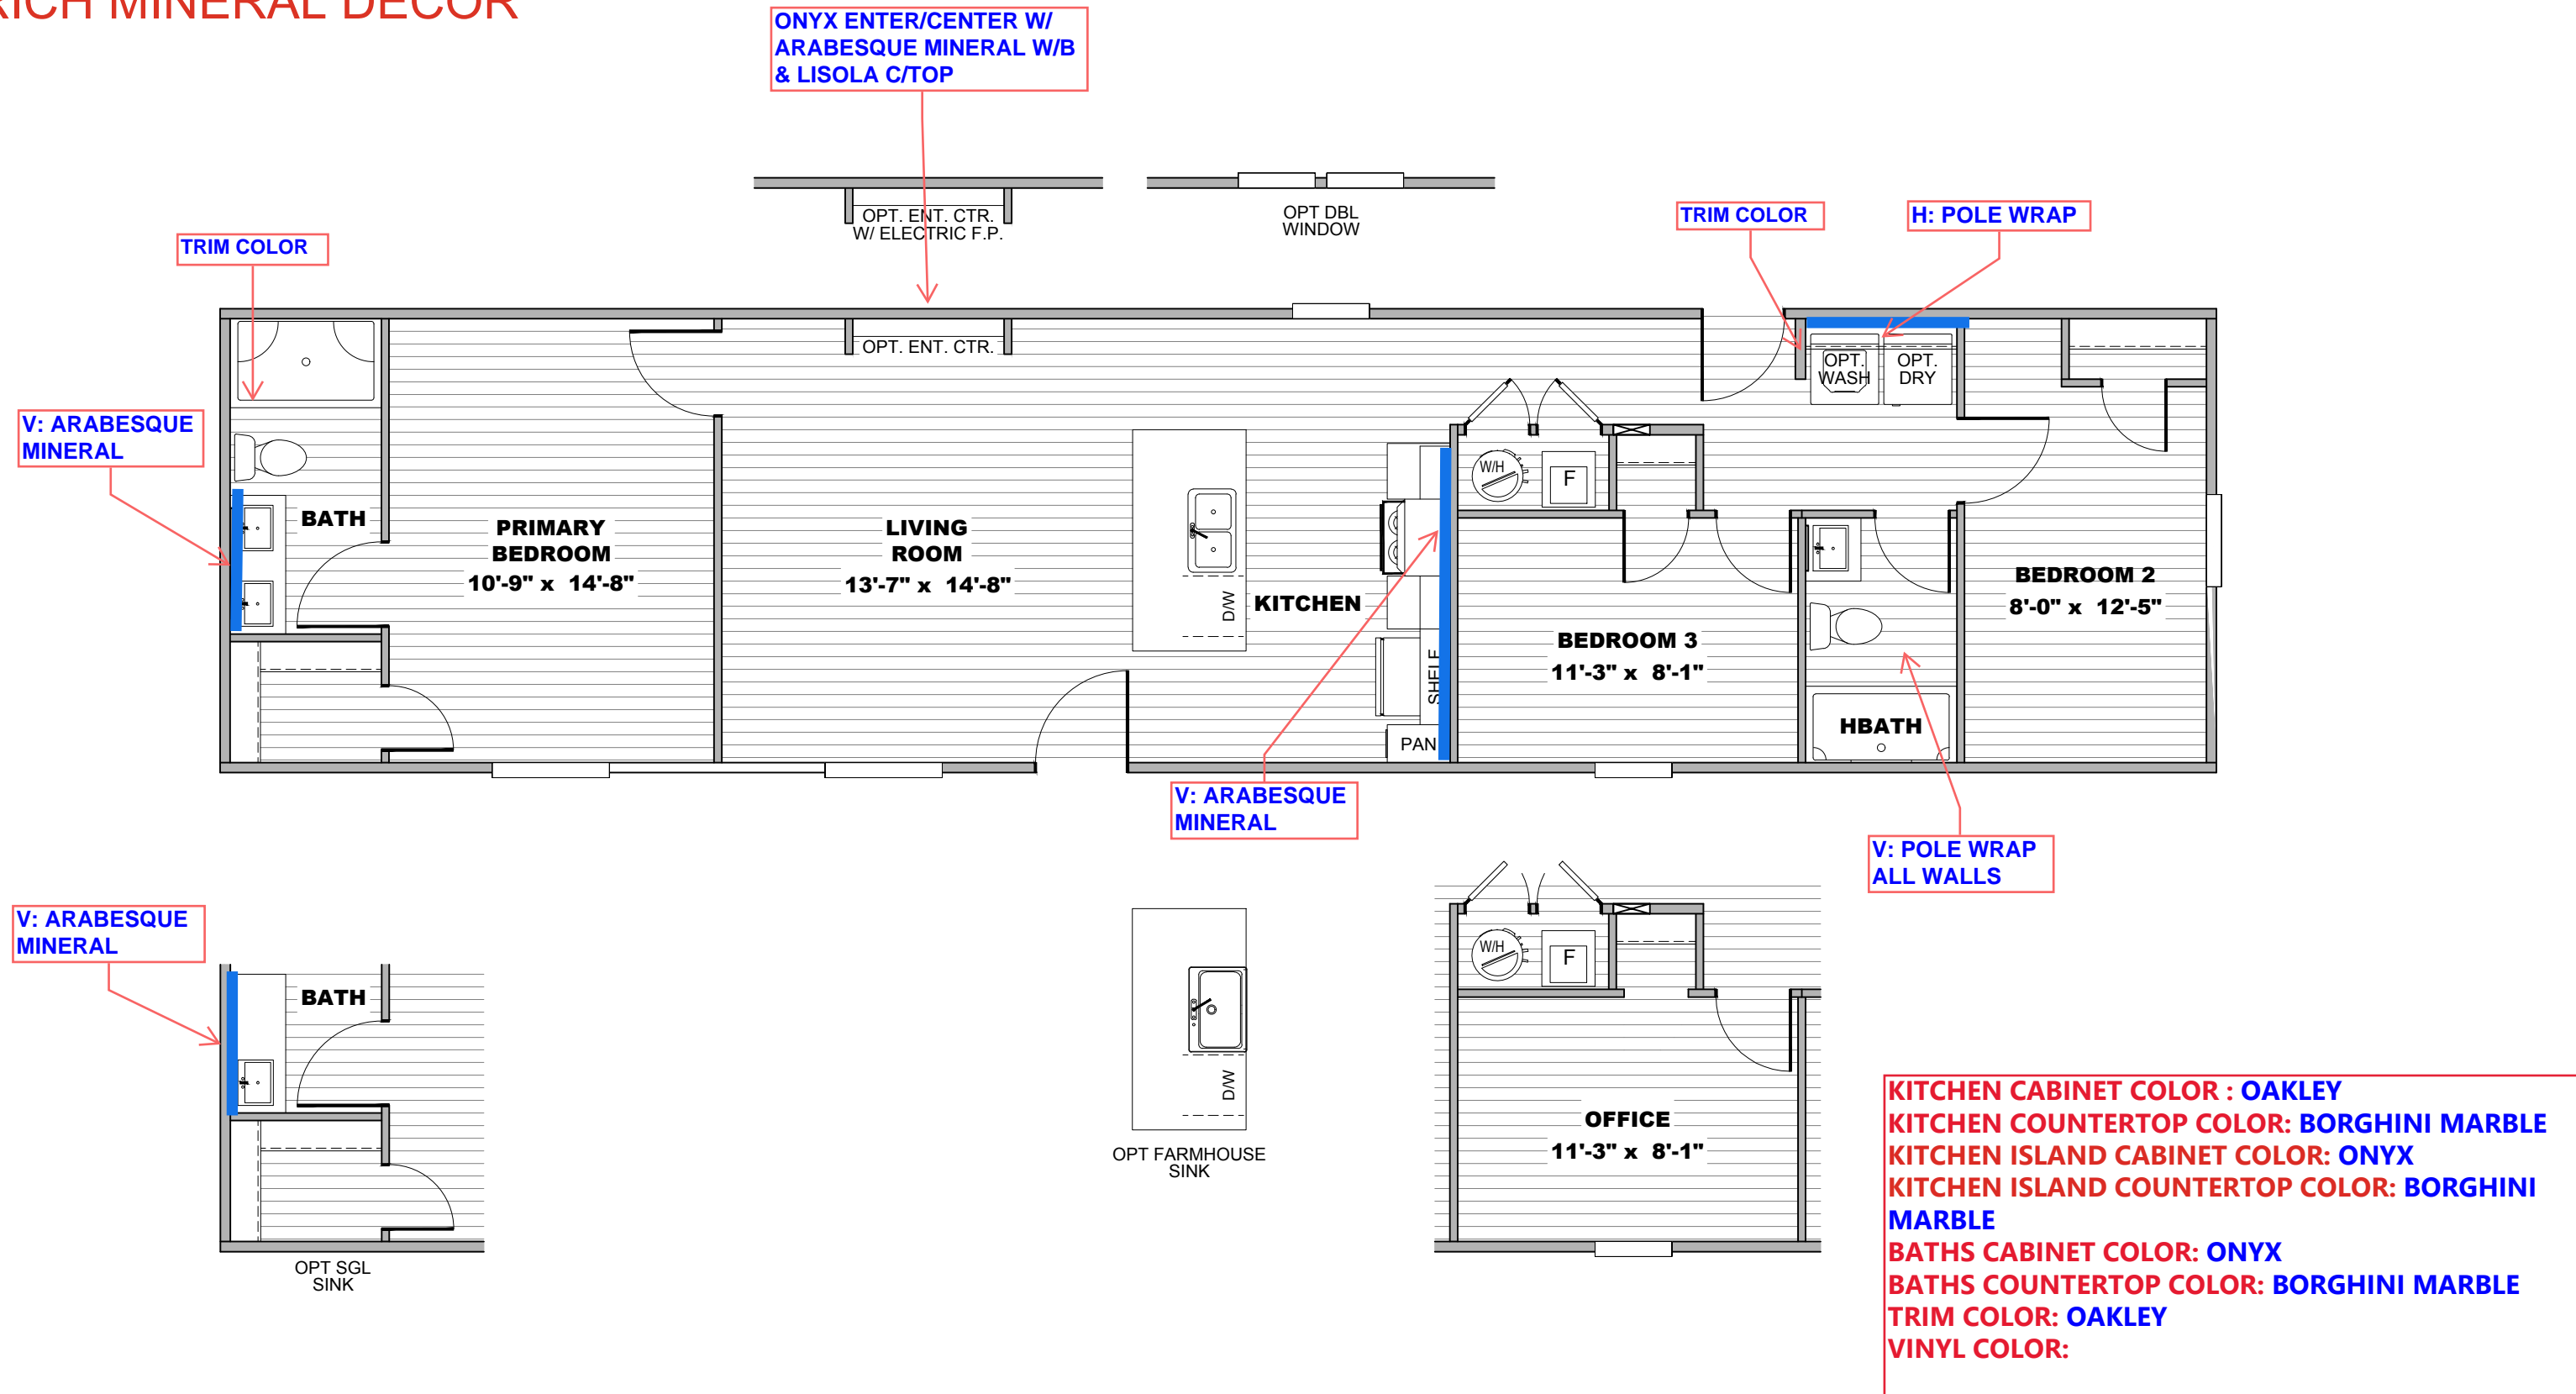 RICH MINERAL DECOR
ONYX ENTER/CENTER W/
ARABESQUE MINERAL W/B
& LISOLA C/TOP
OPT. ENT. CTR.
W/ ELECTRIC F.P.
OPT DBL
WINDOW
TRIM COLOR
TRIM COLOR
H: POLE WRAP
OPT. ENT. CTR.
OPT.
WASH
OPT.
DRY
V: ARABESQUE
MINERAL
W/H
F
BATH
PRIMARY
BEDROOM
10'-9" x 14'-8"
LIVING
ROOM
13'-7" x 14'-8"
D/W
KITCHEN
SHELF
PAN
BEDROOM 3
11'-3" x 8'-1"
HBATH
BEDROOM 2
8'-0" x 12'-5"
V: ARABESQUE
MINERAL
V: POLE WRAP
ALL WALLS
V: ARABESQUE
MINERAL
BATH
OPT SGL
SINK
D/W
OPT FARMHOUSE
SINK
W/H
F
OFFICE
11'-3" x 8'-1"
KITCHEN CABINET COLOR : OAKLEY
KITCHEN COUNTERTOP COLOR: BORGHINI MARBLE
KITCHEN ISLAND CABINET COLOR: ONYX
KITCHEN ISLAND COUNTERTOP COLOR: BORGHINI
MARBLE
BATHS CABINET COLOR: ONYX
BATHS COUNTERTOP COLOR: BORGHINI MARBLE
TRIM COLOR: OAKLEY
VINYL COLOR: